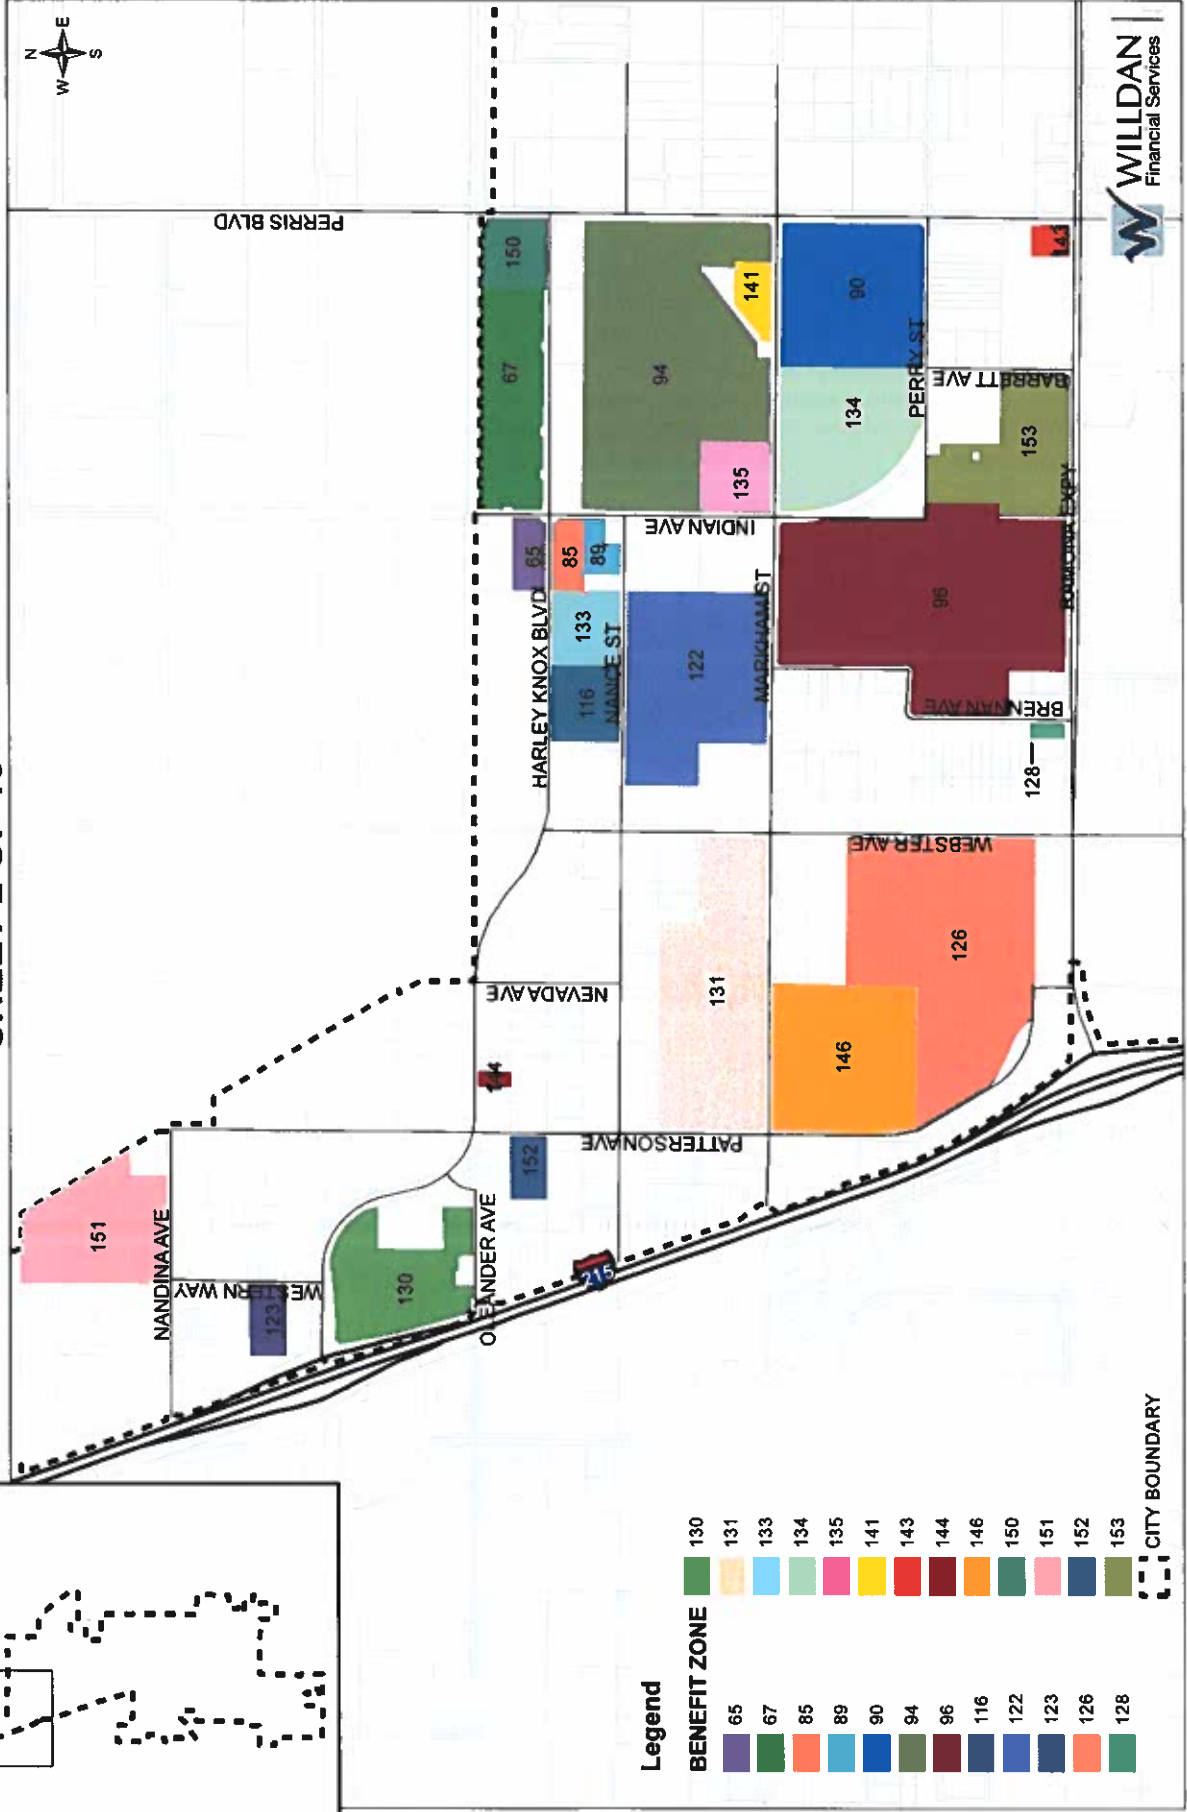 N
W
E
S
PERRIS BLVD
150
67
94
141
135
90
134
PERRY ST
143
BARRETT AVE
153
RAMONA EXPY
INDIAN AVE
65
85
89
HARLEY KNOX BLVD
133
116
NANCE ST
122
MARKHAM ST
96
BRENNAN AVE
128
WEBSTER AVE
131
126
146
NEVADA AVE
144
PATTERSON AVE
152
151
NANDINA AVE
WESTERN WAY
123
130
OLEANDER AVE
215
Legend
BENEFIT ZONE
65
67
85
89
90
94
96
116
122
123
126
128
130
131
133
134
135
141
143
144
146
150
151
152
153
CITY BOUNDARY
WILLDAN
Financial Services